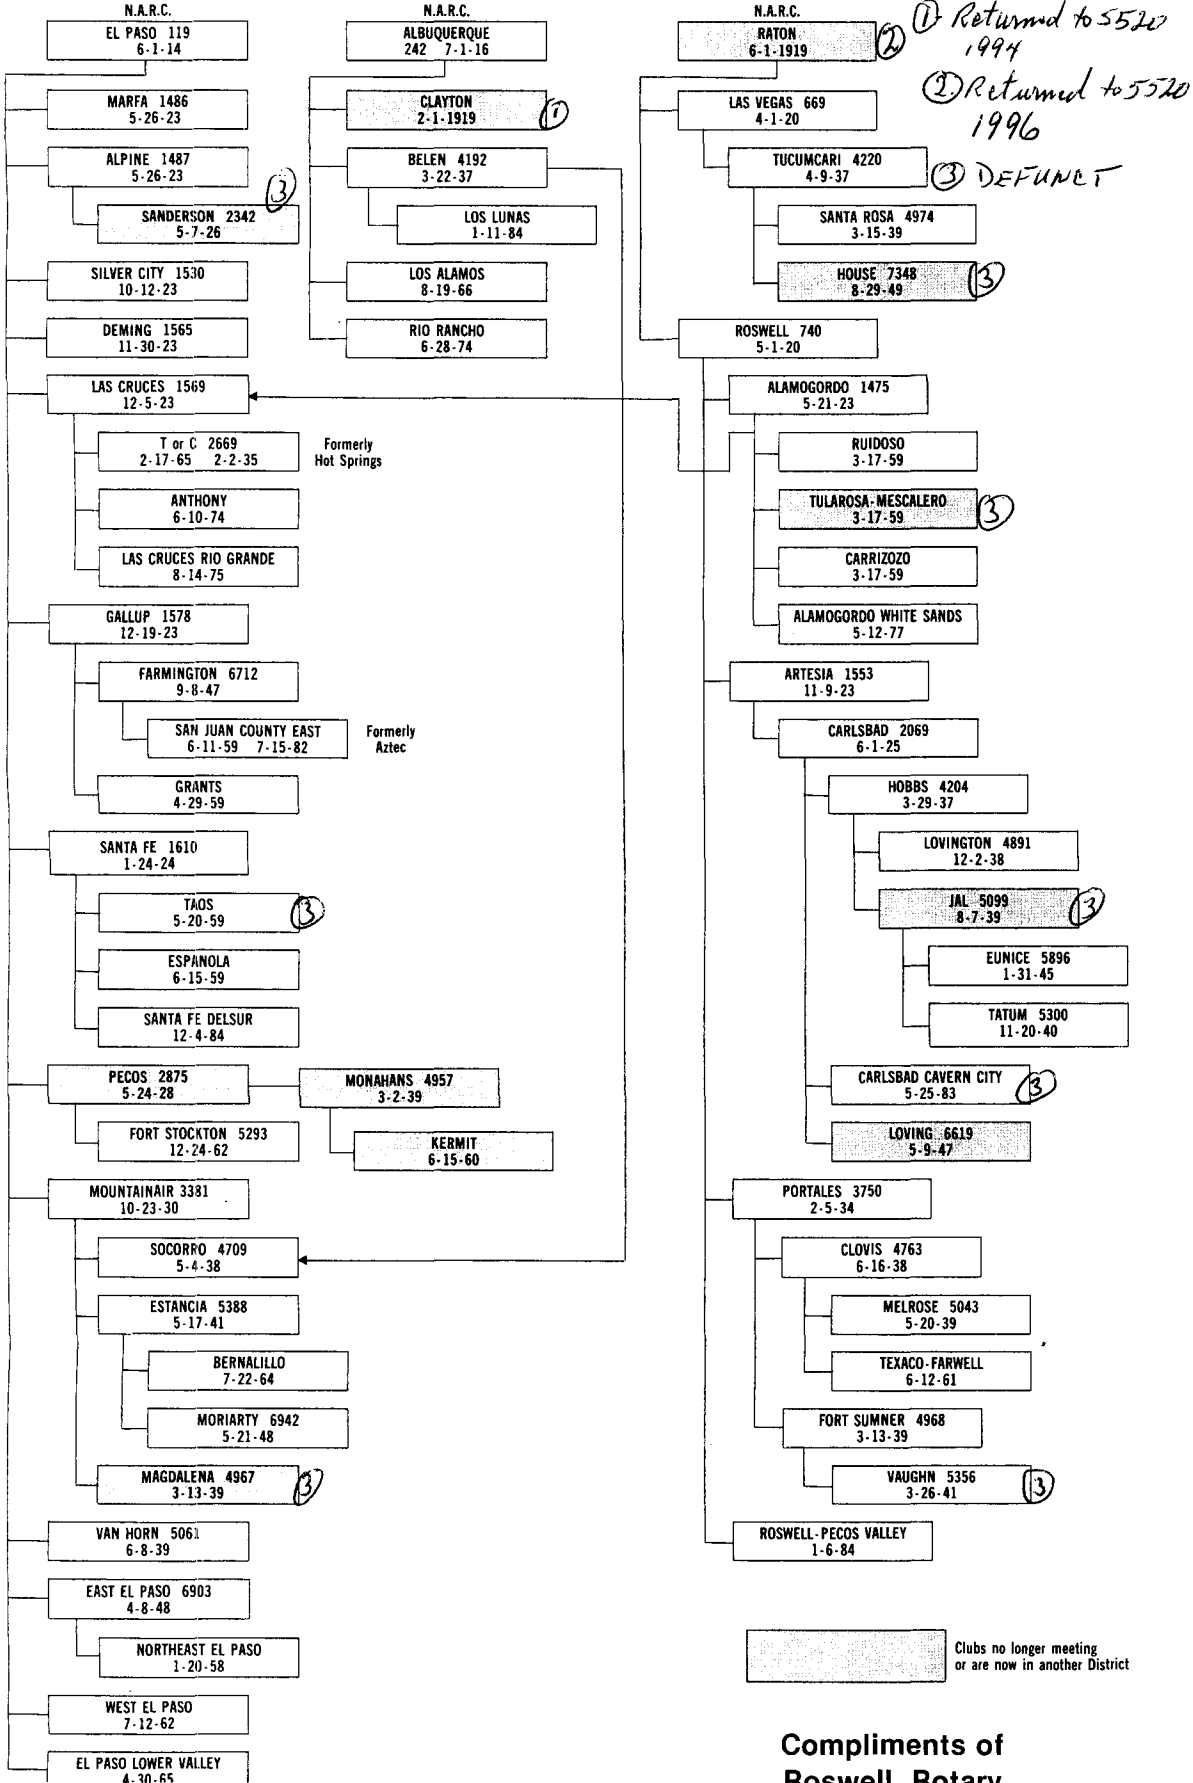 N.A.R.C.
EL PASO 119
6-1-14
MARFA 1486
5-26-23
ALPINE 1487
5-26-23
③
SANDERSON 2342
5-7-26
SILVER CITY 1530
10-12-23
DEMING 1565
11-30-23
LAS CRUCES 1569
12-5-23
T or C 2669
2-17-65 2-2-35
Formerly
Hot Springs
ANTHONY
6-10-74
LAS CRUCES RIO GRANDE
8-14-75
GALLUP 1578
12-19-23
FARMINGTON 6712
9-8-47
SAN JUAN COUNTY EAST
6-11-59 7-15-82
Formerly
Aztec
GRANTS
4-29-59
SANTA FE 1610
1-24-24
TAOS
5-20-59
③
ESPANOLA
6-15-59
SANTA FE DELSUR
12-4-84
PECOS 2875
5-24-28
MONAHANS 4957
3-2-39
FORT STOCKTON 5293
12-24-62
KERMIT
6-15-60
MOUNTAINAIR 3381
10-23-30
SOCORRO 4709
5-4-38
ESTANCIA 5388
5-17-41
BERNALILLO
7-22-64
MORIARTY 6942
5-21-48
MAGDALENA 4967
3-13-39
③
VAN HORN 5061
6-8-39
EAST EL PASO 6903
4-8-48
NORTHEAST EL PASO
1-20-58
WEST EL PASO
7-12-62
EL PASO LOWER VALLEY
4-30-65
N.A.R.C.
ALBUQUERQUE
242 7-1-16
CLAYTON
2-1-1919
①
BELEN 4192
3-22-37
LOS LUNAS
1-11-84
LOS ALAMOS
8-19-66
RIO RANCHO
6-28-74
N.A.R.C.
RATON
6-1-1919
②
① Returned to 5520
1994
② Returned to 5520
1996
③ DEFUNCT
LAS VEGAS 669
4-1-20
TUCUMCARI 4220
4-9-37
SANTA ROSA 4974
3-15-39
HOUSE 7348
8-29-49
③
ROSWELL 740
5-1-20
ALAMOGORDO 1475
5-21-23
RUIDOSO
3-17-59
TULAROSA-MESCALERO
3-17-59
③
CARRIZOZO
3-17-59
ALAMOGORDO WHITE SANDS
5-12-77
ARTESIA 1553
11-9-23
CARLSBAD 2069
6-1-25
HOBBS 4204
3-29-37
LOVINGTON 4891
12-2-38
JAL 5099
8-7-39
③
EUNICE 5896
1-31-45
TATUM 5300
11-20-40
CARLSBAD CAVERN CITY
5-25-83
③
LOVING 6619
5-9-47
PORTALES 3750
2-5-34
CLOVIS 4763
6-16-38
MELROSE 5043
5-20-39
TEXACO-FARWELL
6-12-61
FORT SUMNER 4968
3-13-39
VAUGHN 5356
3-26-41
③
ROSWELL-PECOS VALLEY
1-6-84
Clubs no longer meeting
or are now in another District
Compliments of
Roswell Rotary